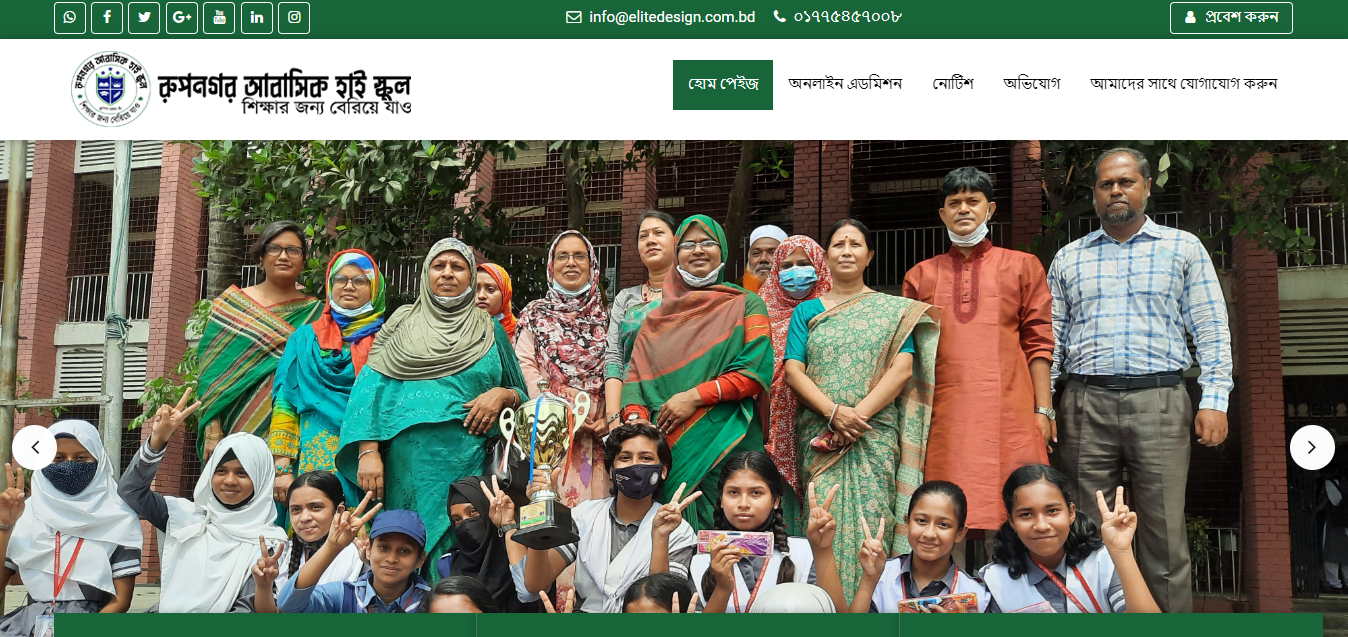 info@elitedesign.com.bd ০১৭৭৫৪৫৭০০৮ প্রবেশ করুন
রুপনগর আবাসিক হাই স্কুল
শিক্ষার জন্য বেরিয়ে যাও
হোম পেইজ অনলাইন এডমিশন নোটিশ অভিযোগ আমাদের সাথে যোগাযোগ করুন